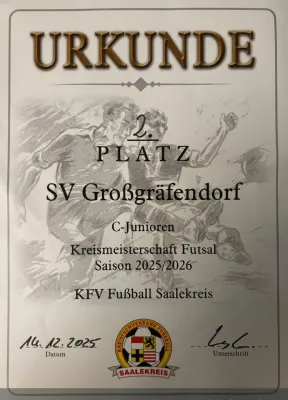 URKUNDE
2.
PLATZ
SV Großgräfendorf
C-Junioren
Kreismeisterschaft Futsal
Saison 2025/2026
KFV Fußball Saalekreis
14.12.2025
Datum
Unterschrift
SAALEKREIS